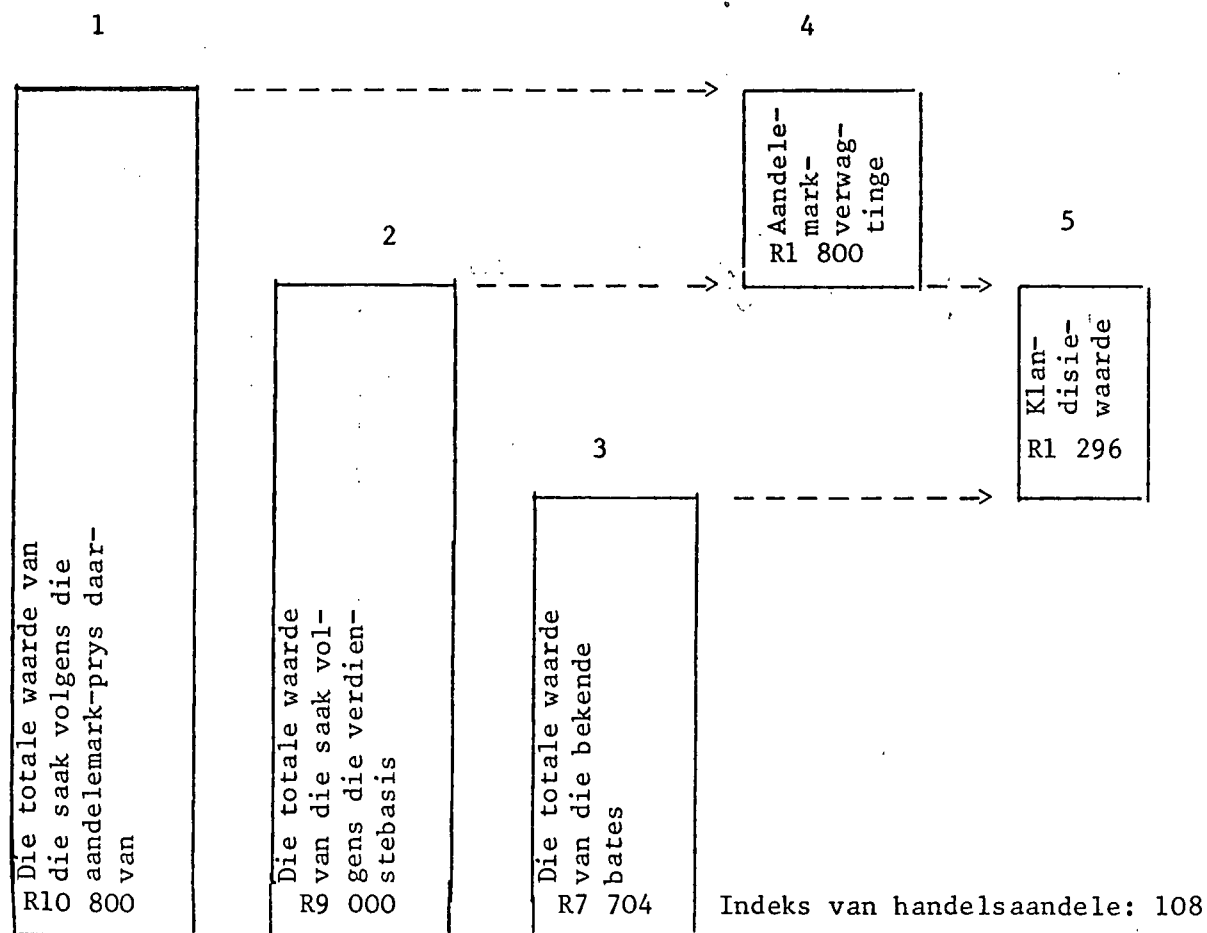 1
4
Aandele-
mark-
verwag-
tinge
R1 800
2
5
Klan-
disie-
waarde
R1 296
3
Die totale waarde van
die saak volgens die
aandelemark-prys daar-
van
R10 800
Die totale waarde
van die saak vol-
gens die verdien-
stebasis
R9 000
Die totale waarde
van die bekende
bates
R7 704
Indeks van handelsaandele: 108